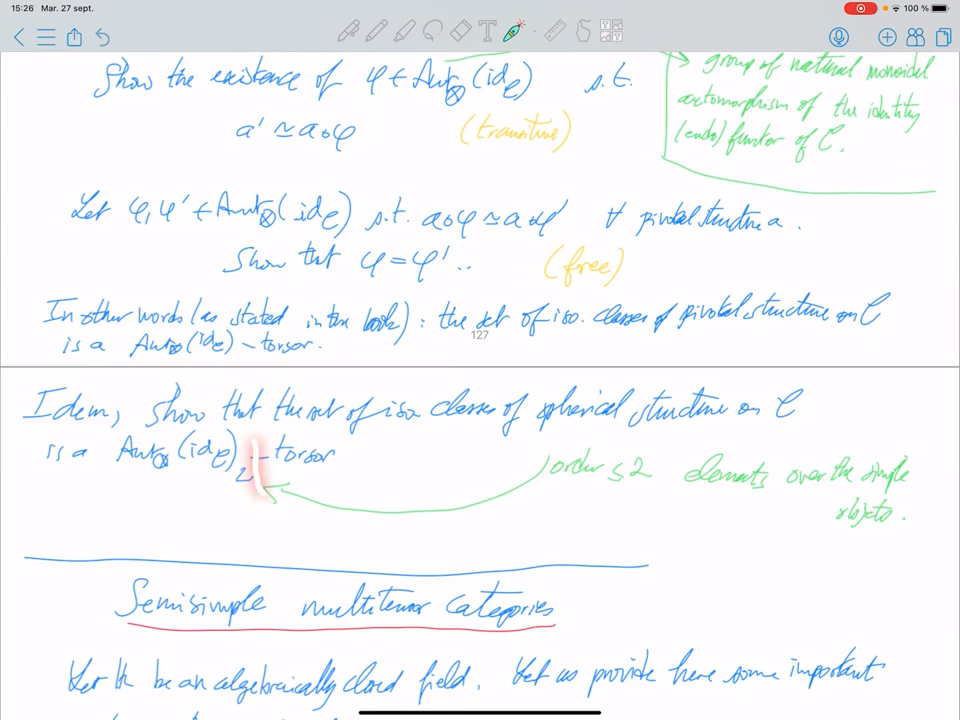 15:26 Mar. 27 sept. 100 %
Show the existence of φ ∈ Aut⊗(id_C) s.t.
a' ≃ a∘φ (transitive)
group of natural monoidal
automorphism of the identity
(endo) functor of C.
Let φ, φ' ∈ Aut⊗(id_C) s.t. a∘φ ≃ a∘φ' ∀ pivotal structure a.
Show that φ = φ'. (free)
In other words (as stated in the book): the set of iso. classes of pivotal structure on C
is a Aut⊗(id_C) - torsor.
127
Idem, show that the set of iso classes of spherical structure on C
is a Aut⊗(id_C)₂ - torsor
order ≤ 2 elements over the simple
objects.
Semisimple multitensor categories
Let 𝕜 be an algebraically closed field. Let us provide here some important